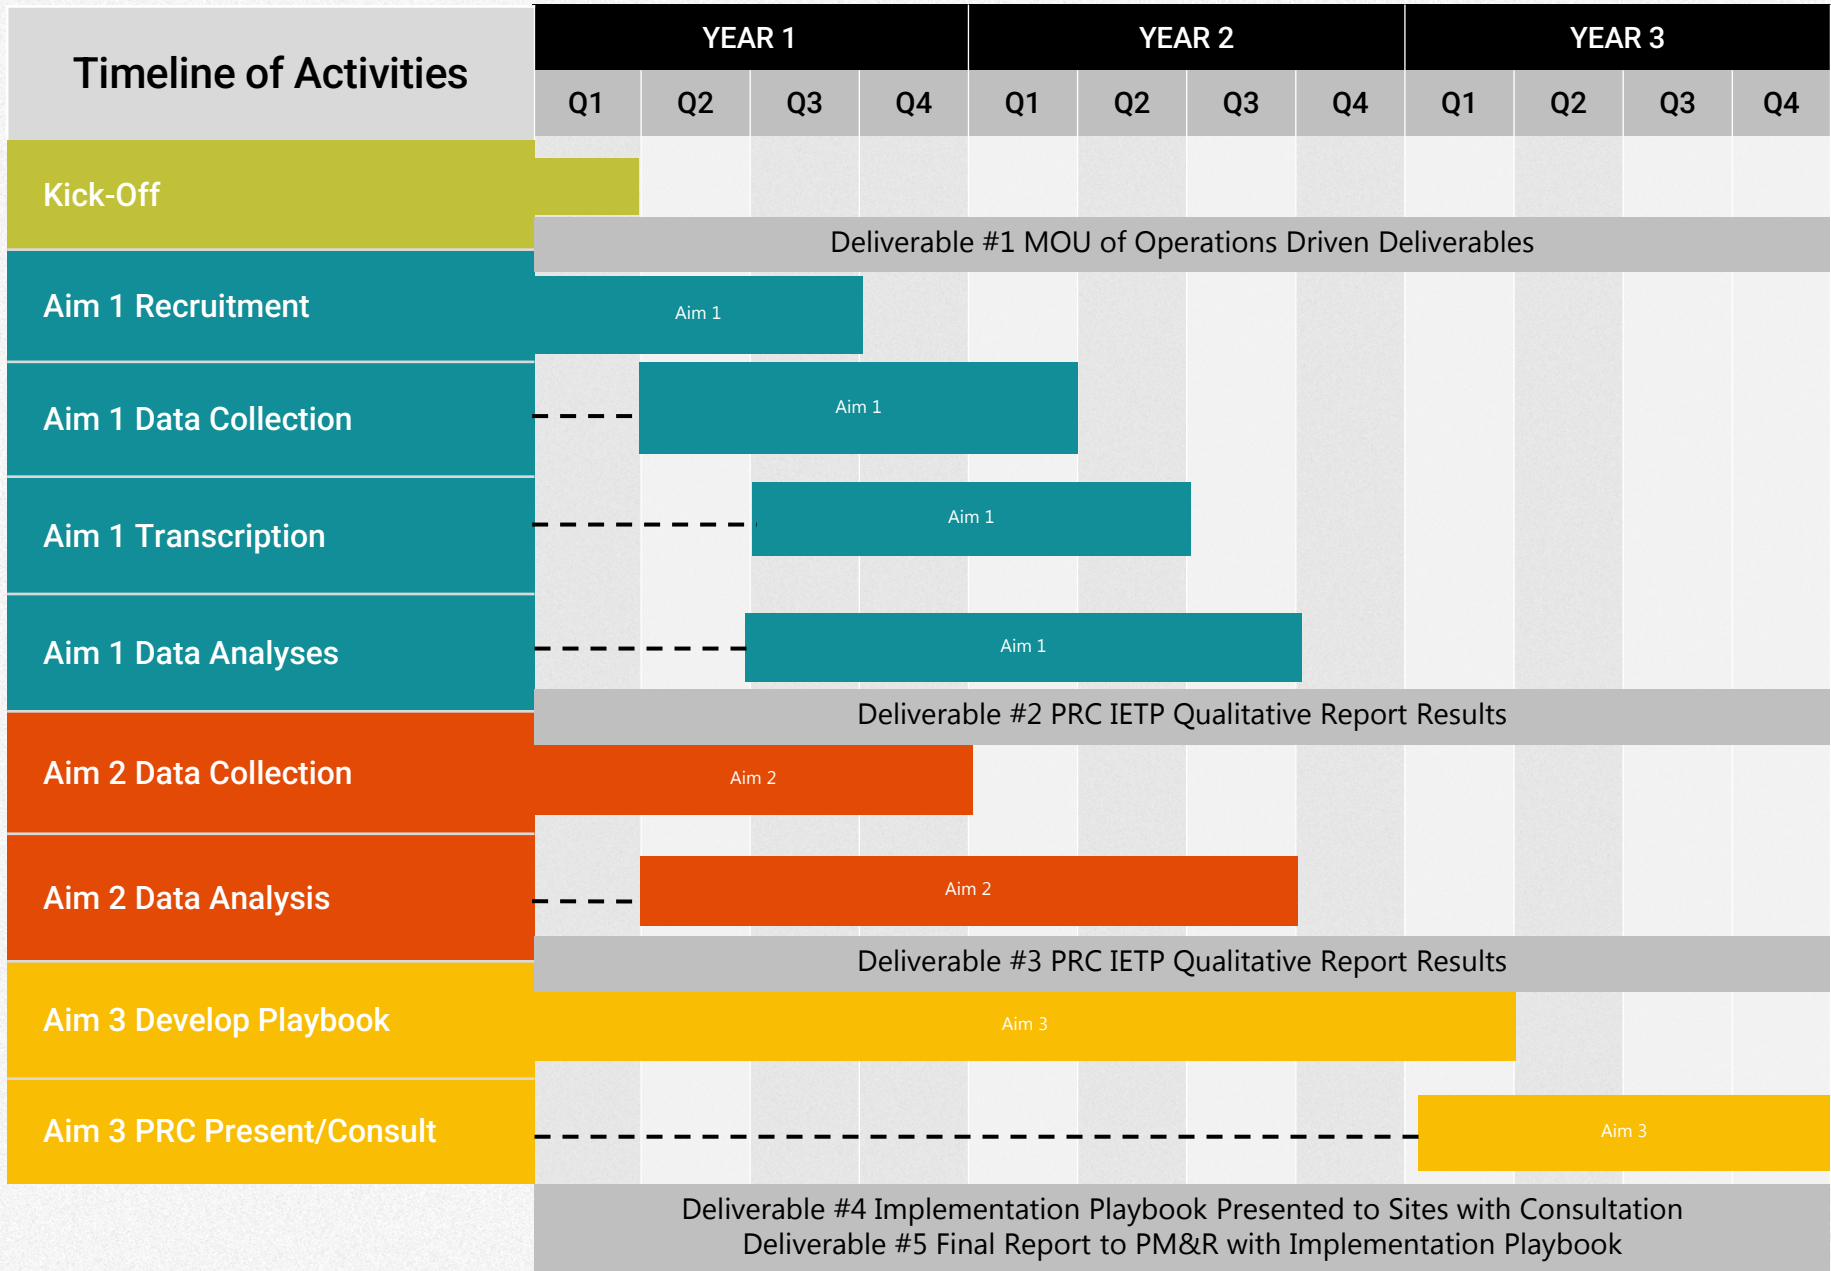 Timeline of Activities
YEAR 1
YEAR 2
YEAR 3
Q1
Q2
Q3
Q4
Q1
Q2
Q3
Q4
Q1
Q2
Q3
Q4
Kick-Off
Deliverable #1 MOU of Operations Driven Deliverables
Aim 1 Recruitment
Aim 1
Aim 1 Data Collection
Aim 1
Aim 1 Transcription
Aim 1
Aim 1 Data Analyses
Aim 1
Deliverable #2 PRC IETP Qualitative Report Results
Aim 2 Data Collection
Aim 2
Aim 2 Data Analysis
Aim 2
Deliverable #3 PRC IETP Qualitative Report Results
Aim 3 Develop Playbook
Aim 3
Aim 3 PRC Present/Consult
Aim 3
Deliverable #4 Implementation Playbook Presented to Sites with Consultation
Deliverable #5 Final Report to PM&R with Implementation Playbook